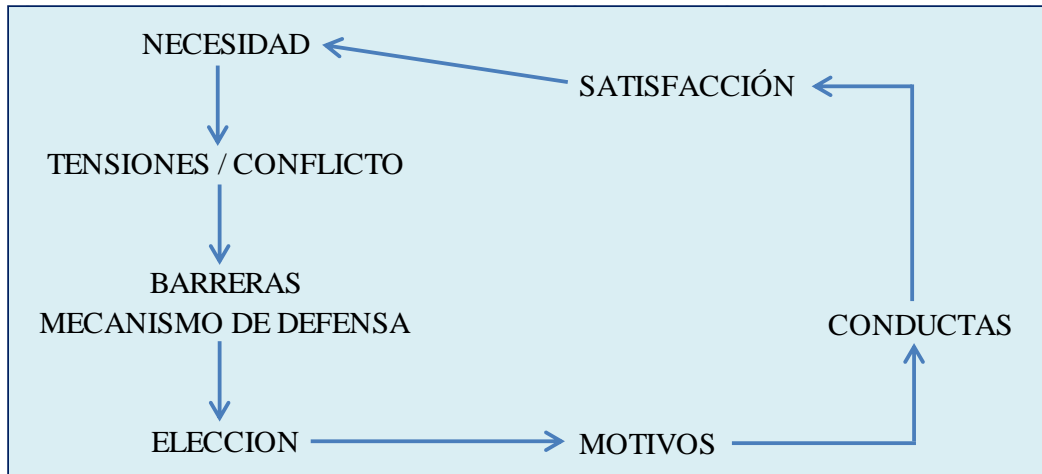 NECESIDAD
SATISFACCIÓN
TENSIONES / CONFLICTO
BARRERAS
MECANISMO DE DEFENSA
CONDUCTAS
ELECCION
MOTIVOS